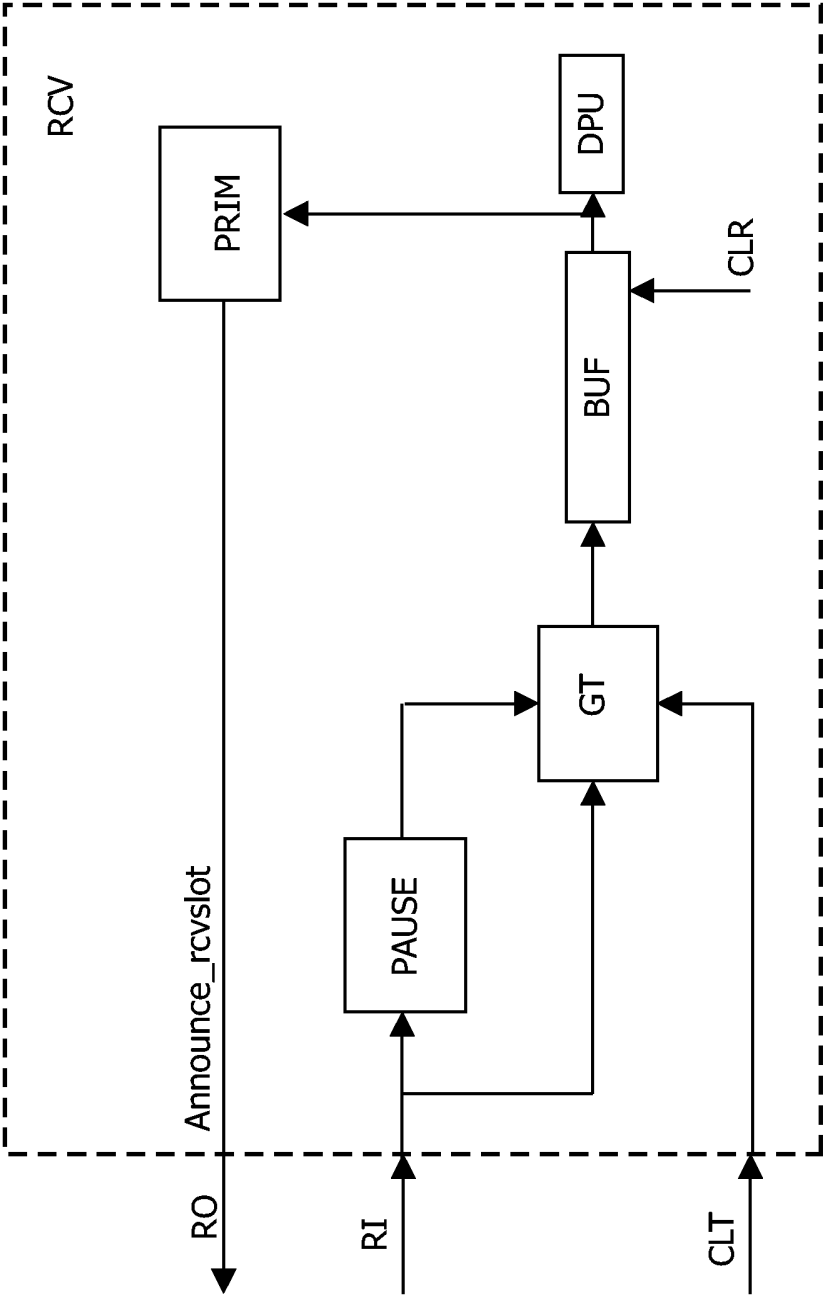 RCV
RO
Announce_rcvslot
PRIM
RI
PAUSE
GT
BUF
DPU
CLT
CLR